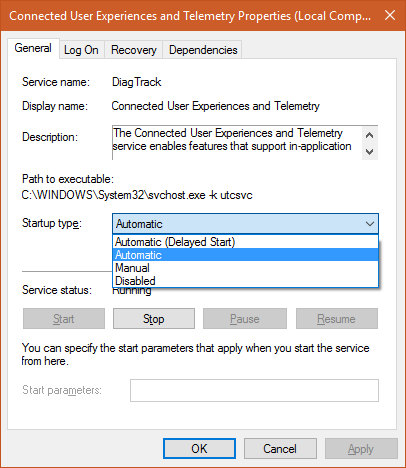 Connected User Experiences and Telemetry Properties (Local Comp...
General
Log On
Recovery
Dependencies
Service name:
DiagTrack
Display name:
Connected User Experiences and Telemetry
Description:
The Connected User Experiences and Telemetry
service enables features that support in-application
Path to executable:
C:\WINDOWS\System32\svchost.exe -k utcsvc
Startup type:
Automatic
Automatic (Delayed Start)
Automatic
Manual
Disabled
Service status:
Running
Start
Stop
Pause
Resume
You can specify the start parameters that apply when you start the service
from here.
Start parameters:
OK
Cancel
Apply